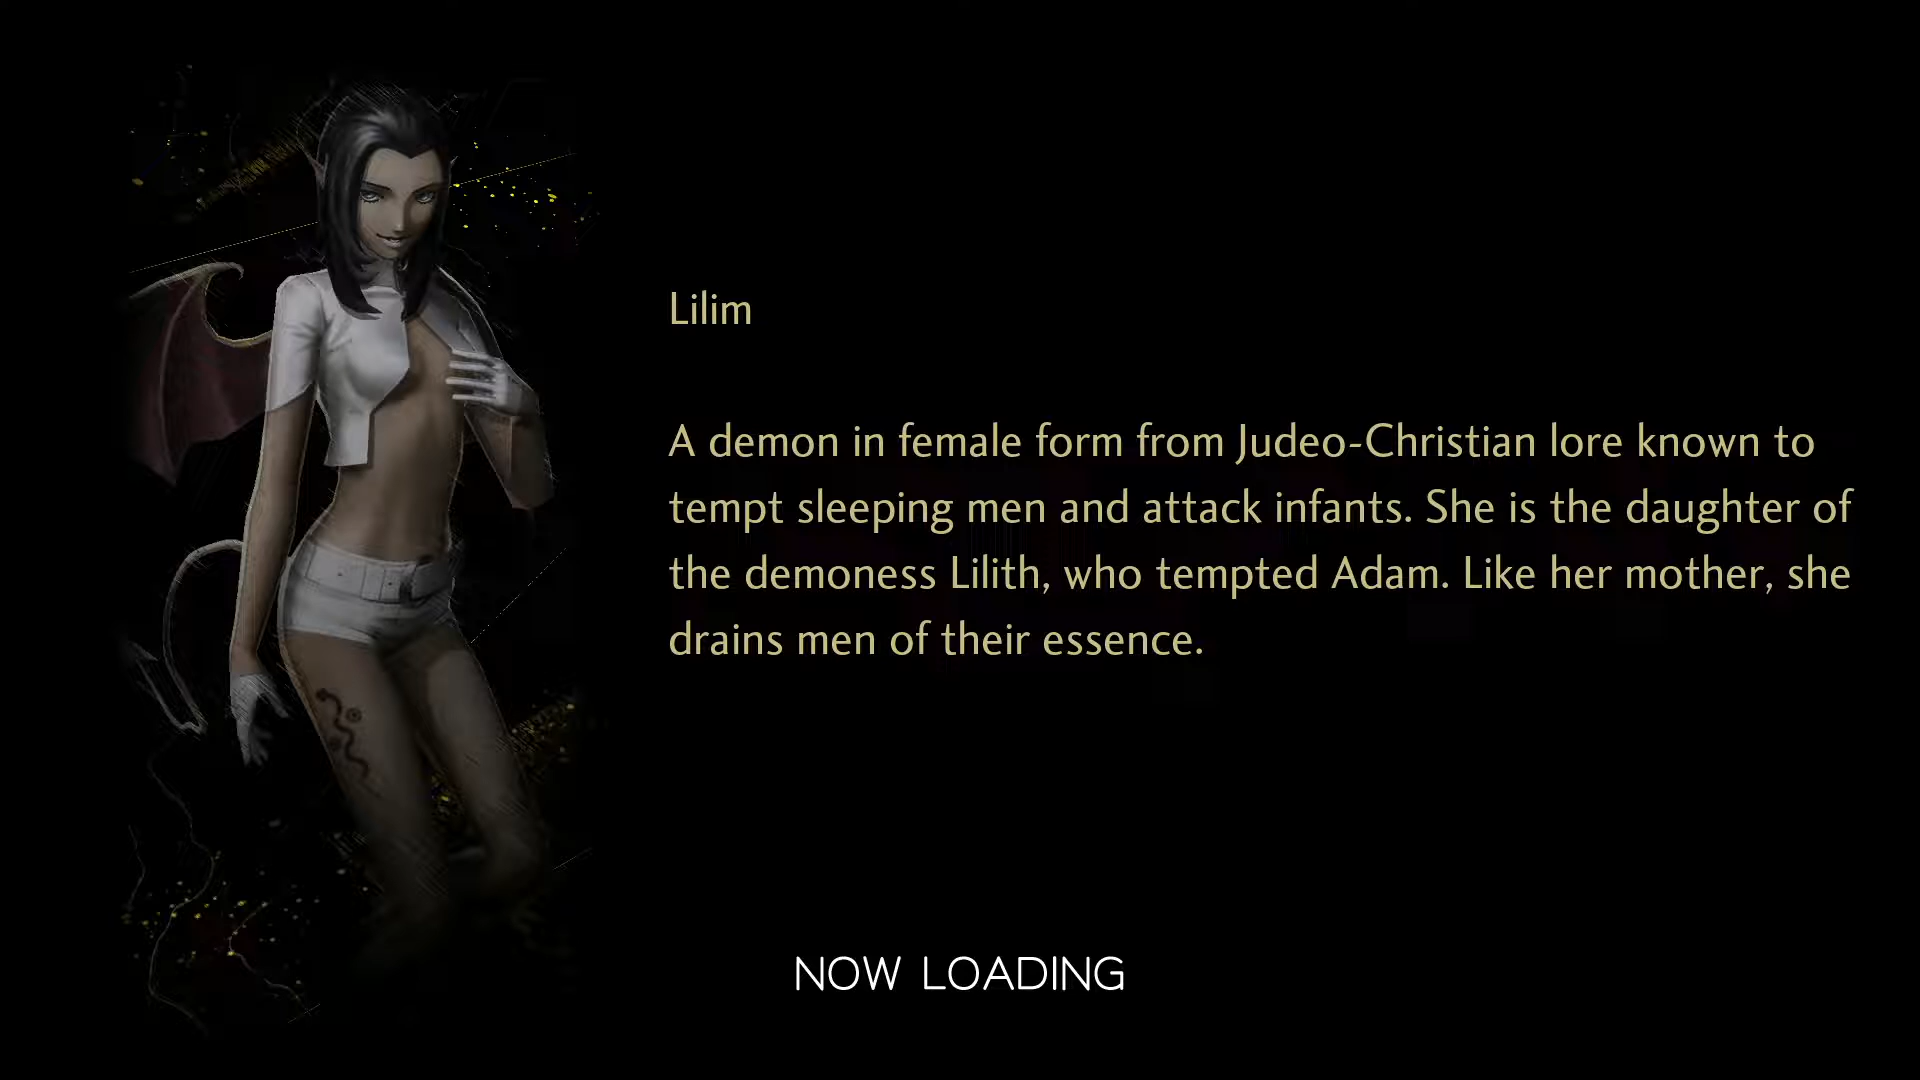 Lilim
A demon in female form from Judeo-Christian lore known to
tempt sleeping men and attack infants. She is the daughter of
the demoness Lilith, who tempted Adam. Like her mother, she
drains men of their essence.
NOW LOADING